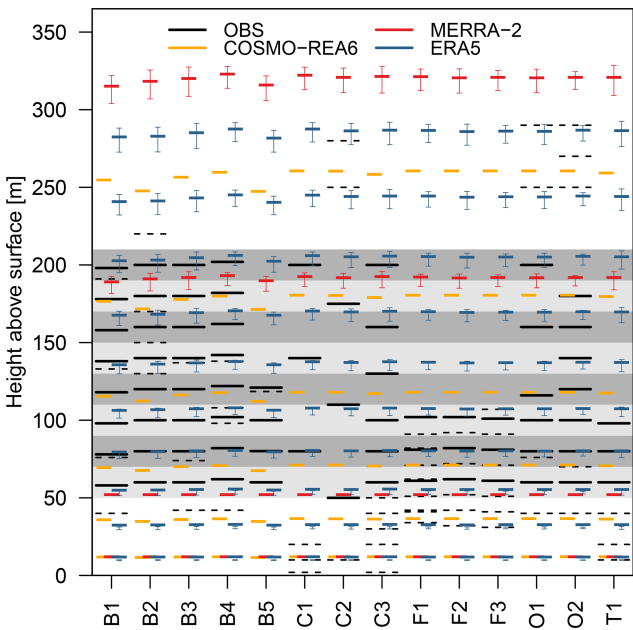 OBS
MERRA−2
COSMO−REA6
ERA5
Height above surface [m]
350
300
250
200
150
100
50
0
B1 B2 B3 B4 B5 C1 C2 C3 F1 F2 F3 O1 O2 T1